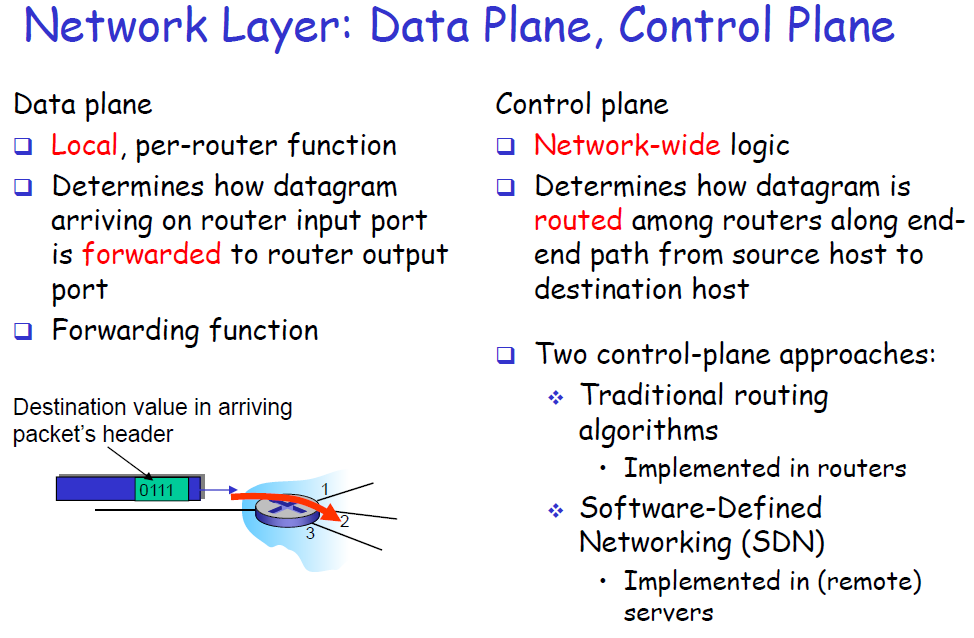 Network Layer: Data Plane, Control Plane
Data plane
Local, per-router function
Determines how datagram
arriving on router input port
is forwarded to router output
port
Forwarding function
Destination value in arriving
packet's header
0111
1
2
3
Control plane
Network-wide logic
Determines how datagram is
routed among routers along end-
end path from source host to
destination host
Two control-plane approaches:
Traditional routing
algorithms
Implemented in routers
Software-Defined
Networking (SDN)
Implemented in (remote)
servers